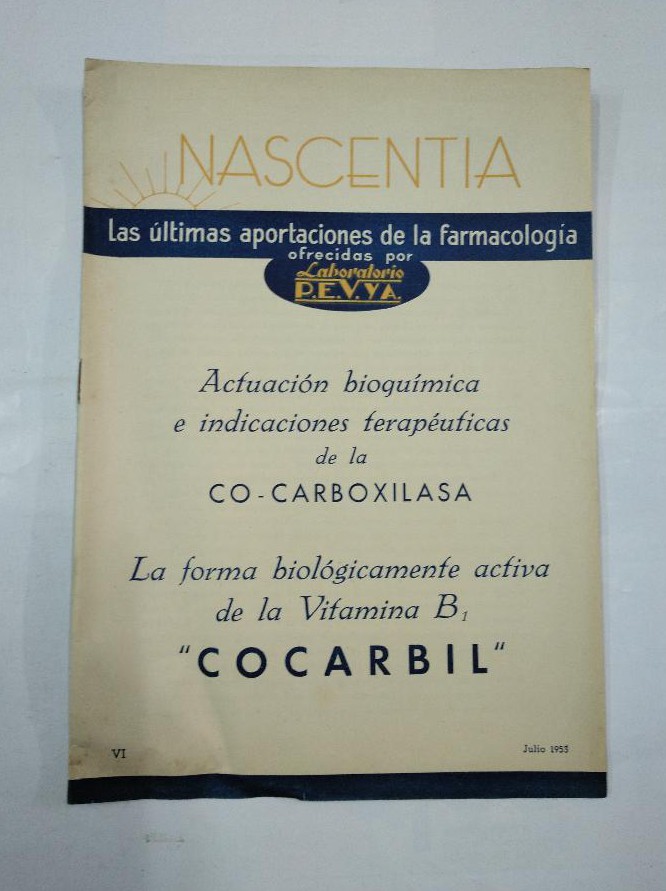 NASCENTIA
Las últimas aportaciones de la farmacología
ofrecidas por
Laboratorio
P.E.V.Y.A.
Actuación bioquímica
e indicaciones terapéuticas
de la
CO-CARBOXILASA
La forma biológicamente activa
de la Vitamina B₁
"COCARBIL"
VI
Julio 1953